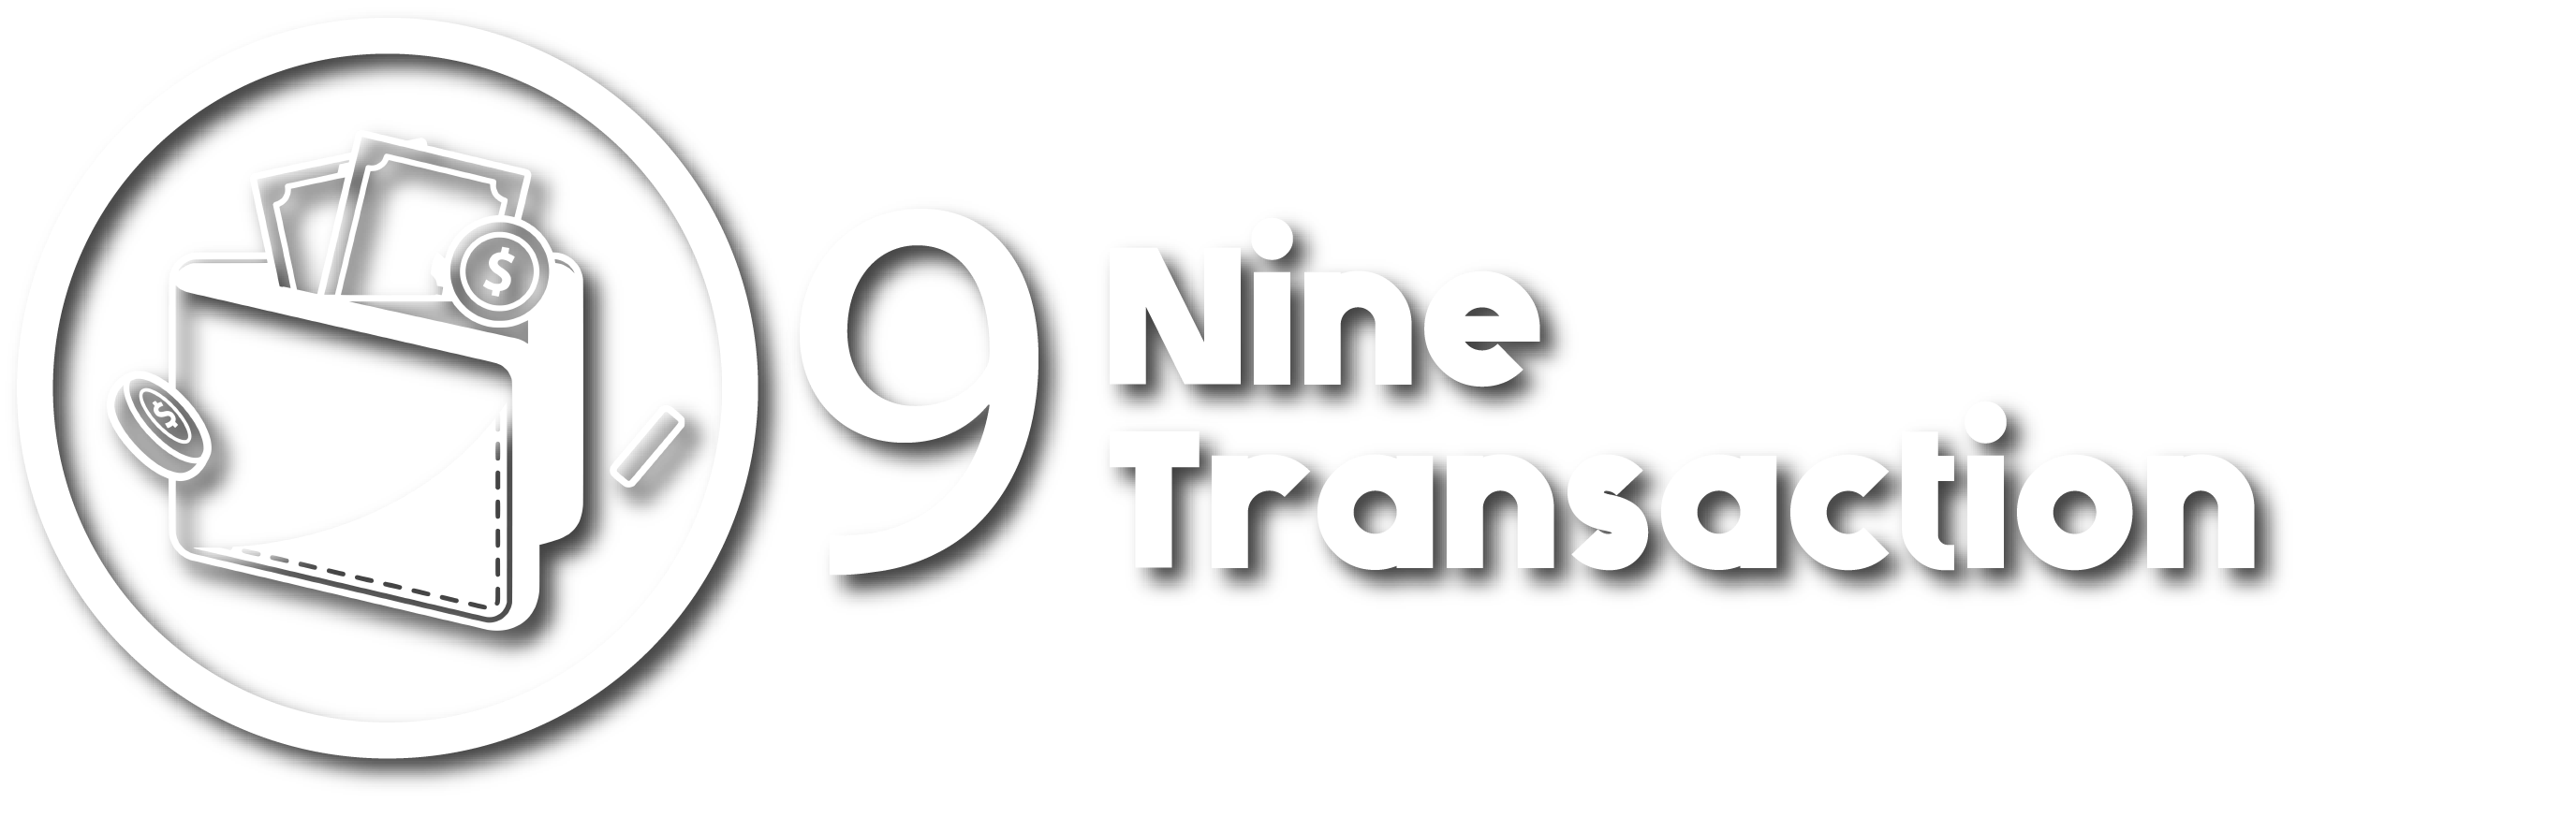 $
$
9
Nine
Transaction